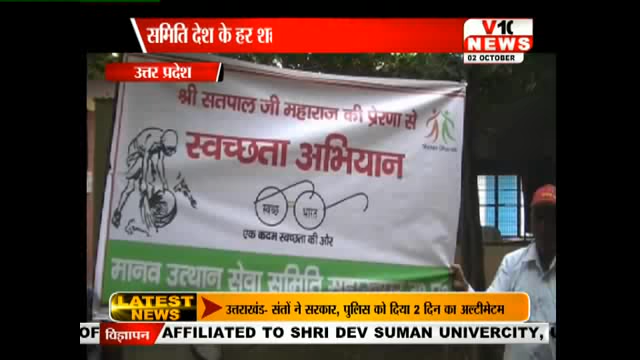 समिति देश के हर
V1C
NEWS
02 OCTOBER
उत्तर प्रदेश
श्री सतपाल जी महाराज की प्रेरणा से
स्वच्छता अभियान
स्वच्छ भारत
एक कदम स्वच्छता की ओर
मानव उत्थान सेवा समिति
LATEST NEWS
उत्तराखंड- संतों ने सरकार, पुलिस को दिया 2 दिन का अल्टीमेटम
विज्ञापन
AFFILIATED TO SHRI DEV SUMAN UNIVERCITY,